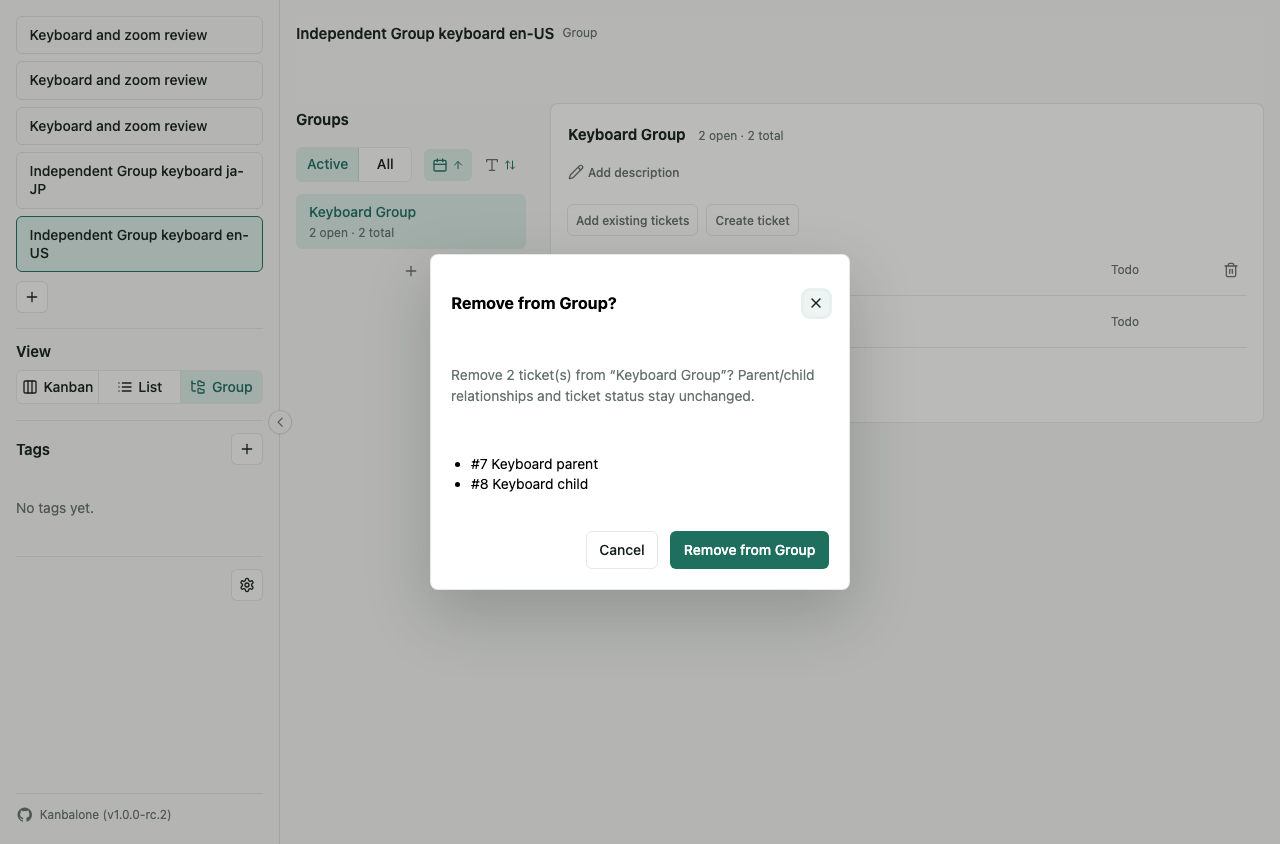 Keyboard and zoom review
Keyboard and zoom review
Keyboard and zoom review
Independent Group keyboard ja-
JP
Independent Group keyboard en-
US
View
Kanban
List
Group
Tags
No tags yet.
Kanbalone (v1.0.0-rc.2)
Independent Group keyboard en-US
Group
Groups
Active
All
Keyboard Group
2 open · 2 total
Keyboard Group
2 open · 2 total
Add description
Add existing tickets
Create ticket
Todo
Todo
Remove from Group?
Remove 2 ticket(s) from “Keyboard Group”? Parent/child
relationships and ticket status stay unchanged.
#7 Keyboard parent
#8 Keyboard child
Cancel
Remove from Group